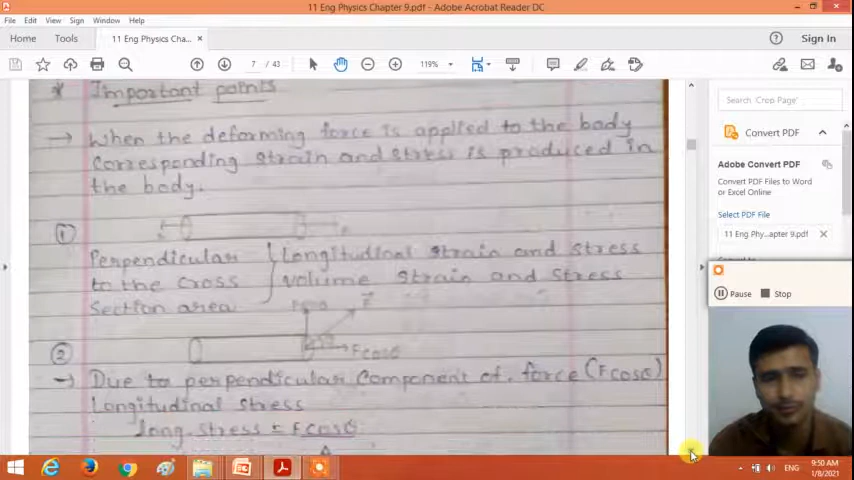 11 Eng Physics Chapter 9.pdf - Adobe Acrobat Reader DC
File Edit View Sign Window Help
Home Tools 11 Eng Physics Cha... × Sign In
7 / 43 119%
* Important points
→ When the deforming force is applied to the body
corresponding strain and stress is produced in
the body.
①
Perpendicular
to the cross
section area
Longitudinal strain and stress
volume strain and stress
②
Fcosθ
→ Due to perpendicular component of force (Fcosθ)
Longitudinal stress
long. stress = Fcosθ
A
Search 'Crop Page'
Convert PDF
Adobe Convert PDF
Convert PDF Files to Word
or Excel Online
Select PDF File
11 Eng Phy...apter 9.pdf ×
Pause Stop
ENG
9:50 AM
1/8/2021